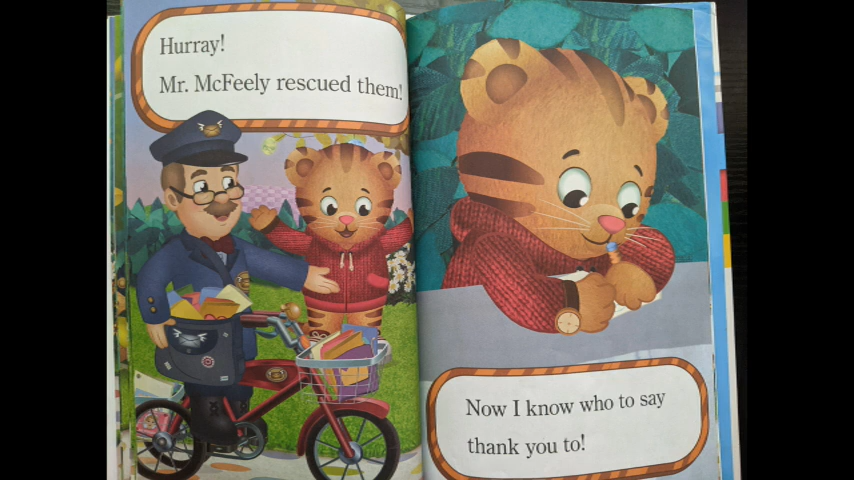 Hurray!
Mr. McFeely rescued them!
Now I know who to say
thank you to!